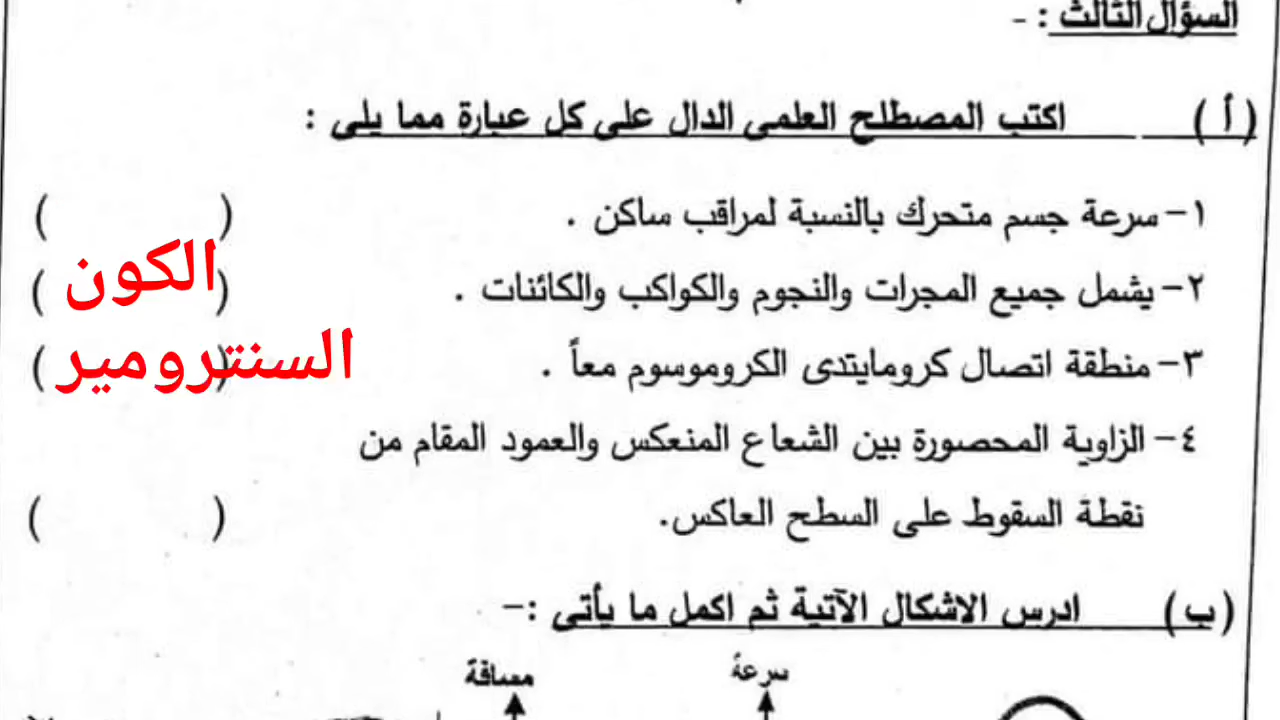 السؤال الثالث : -
( أ ) اكتب المصطلح العلمى الدال على كل عبارة مما يلى :
١- سرعة جسم متحرك بالنسبة لمراقب ساكن . ( )
٢- يشمل جميع المجرات والنجوم والكواكب والكائنات . ( الكون )
٣- منطقة اتصال كرومايتدى الكروموسوم معاً . ( السنترومير )
٤- الزاوية المحصورة بين الشعاع المنعكس والعمود المقام من
نقطة السقوط على السطح العاكس. ( )
(ب) ادرس الاشكال الآتية ثم اكمل ما يأتى :-
سرعة مسافة